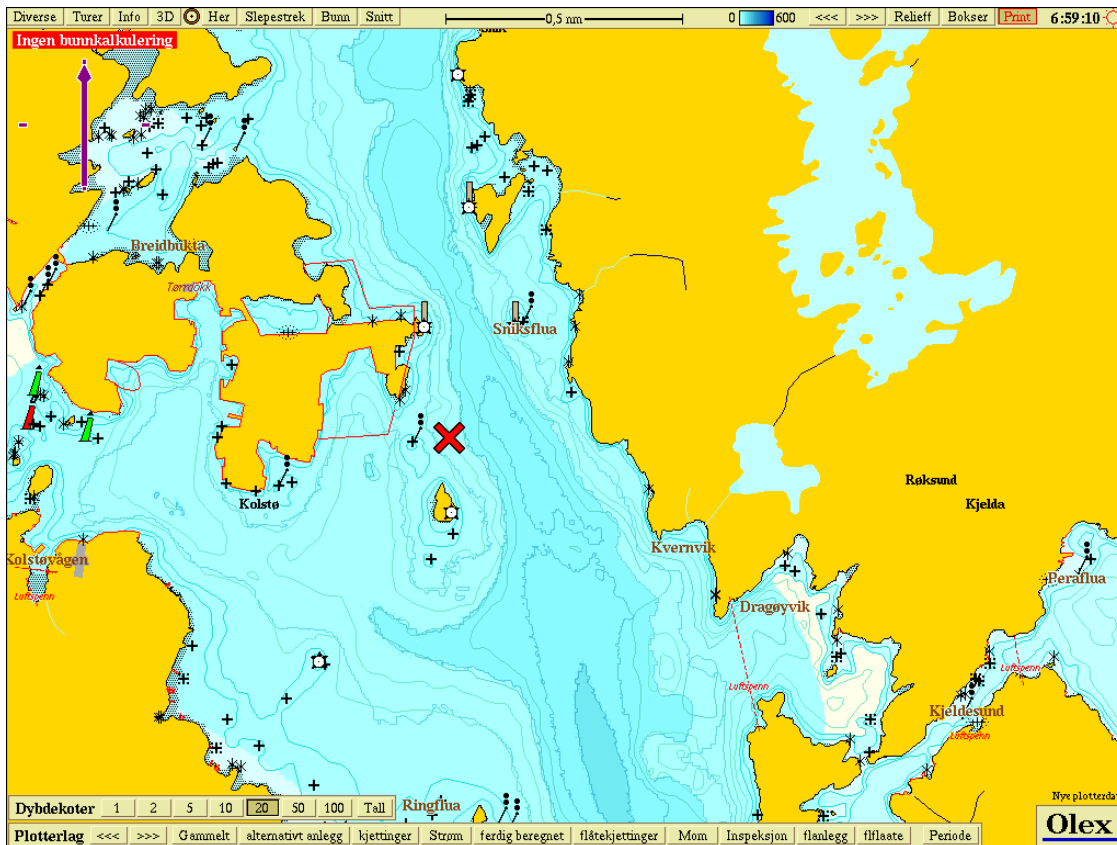 Diverse Turer Info 3D Her Slepestrek Bunn Snitt 0,5 nm 0 600 <<< >>> Relieff Bokser Print 6:59:10
Ingen bunnkalkulering
Breidbukta
Tørrdokk
Sniksflua
Røksund
Kjelda
Kolstø
Kvernvik
Kolstøvågen
Peraflua
Luftspenn
Dragøyvik
Luftspenn
Luftspenn
Kjeldesund
Luftspenn
Nye plotterdat
Ringflua
Dybdekoter 1 2 5 10 20 50 100 Tall
Plotterlag <<< >>> Gammelt alternativt anlegg kjettinger Strøm ferdig beregnet flåtekjettinger Mom Inspeksjon flanlegg flflaate Periode
Olex